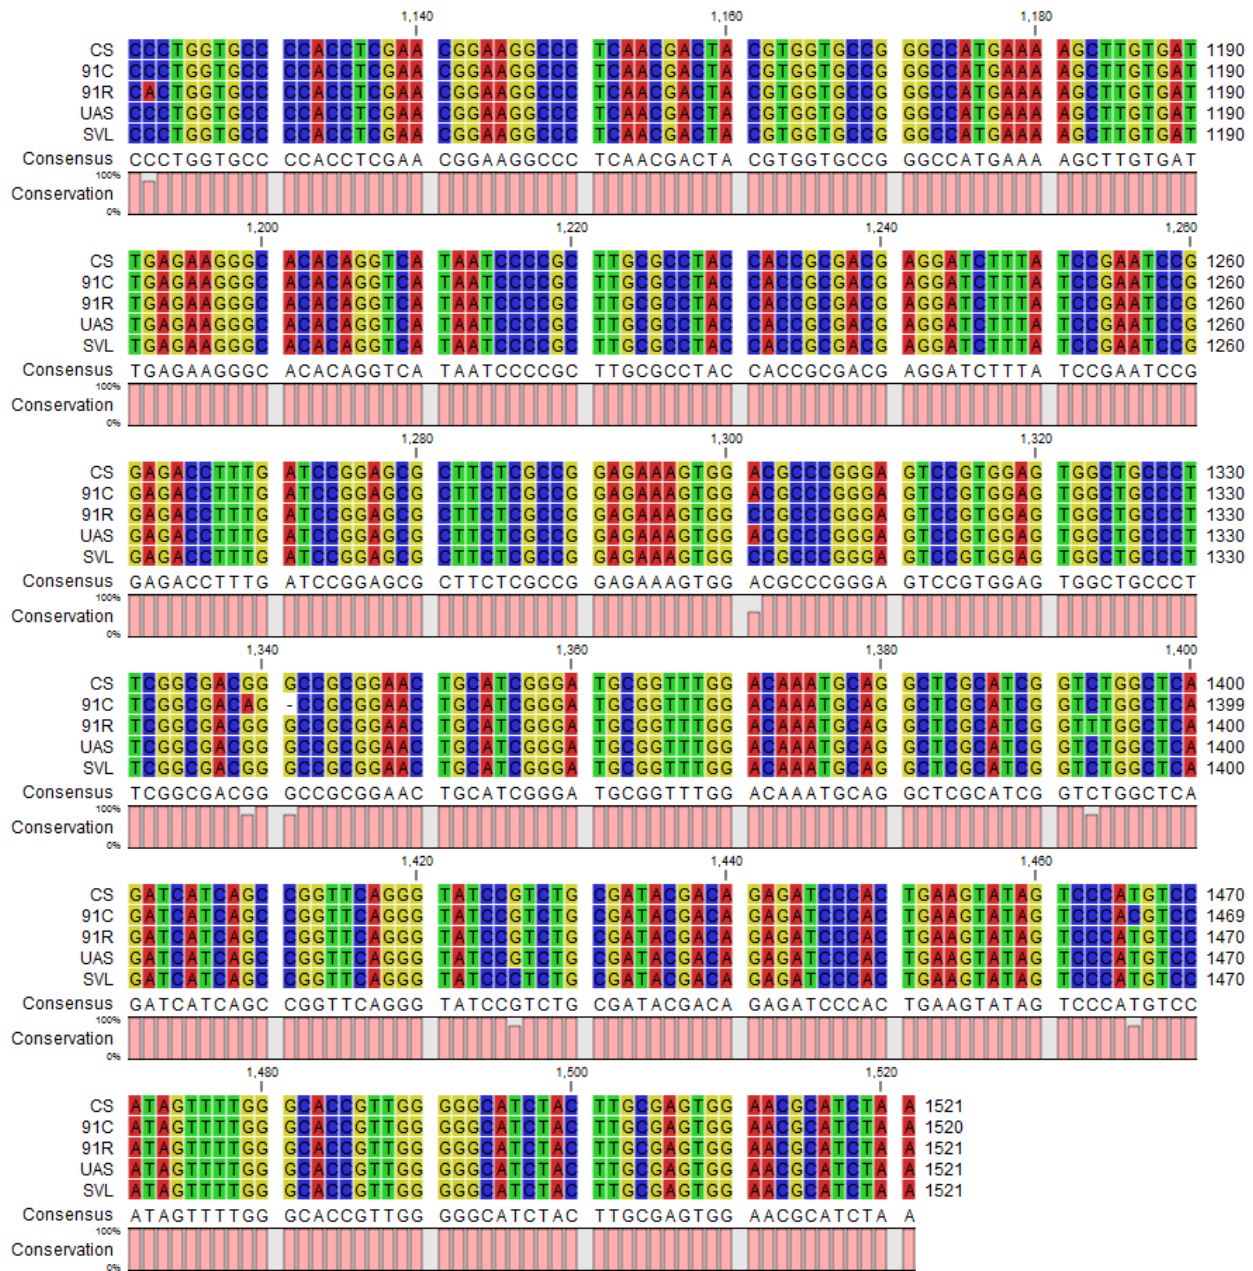 1,140 1,160 1,180
CS CCCTGGTGCC CCACCTCGAA CGGAAGGCCC TCAACGACTA CGTGGTGCCG GGCCATGAAA AGCTTGTGAT 1190
91C CCCTGGTGCC CCACCTCGAA CGGAAGGCCC TCAACGACTA CGTGGTGCCG GGCCATGAAA AGCTTGTGAT 1190
91R CACTGGTGCC CCACCTCGAA CGGAAGGCCC TCAACGACTA CGTGGTGCCG GGCCATGAAA AGCTTGTGAT 1190
UAS CCCTGGTGCC CCACCTCGAA CGGAAGGCCC TCAACGACTA CGTGGTGCCG GGCCATGAAA AGCTTGTGAT 1190
SVL CCCTGGTGCC CCACCTCGAA CGGAAGGCCC TCAACGACTA CGTGGTGCCG GGCCATGAAA AGCTTGTGAT 1190
Consensus CCCTGGTGCC CCACCTCGAA CGGAAGGCCC TCAACGACTA CGTGGTGCCG GGCCATGAAA AGCTTGTGAT
100%
Conservation
0%
1,200 1,220 1,240 1,260
CS TGAGAAGGGC ACACAGGTCA TAATCCCCGC TTGCGCCTAC CACCGCGACG AGGATCTTTA TCCGAATCCG 1260
91C TGAGAAGGGC ACACAGGTCA TAATCCCCGC TTGCGCCTAC CACCGCGACG AGGATCTTTA TCCGAATCCG 1260
91R TGAGAAGGGC ACACAGGTCA TAATCCCCGC TTGCGCCTAC CACCGCGACG AGGATCTTTA TCCGAATCCG 1260
UAS TGAGAAGGGC ACACAGGTCA TAATCCCCGC TTGCGCCTAC CACCGCGACG AGGATCTTTA TCCGAATCCG 1260
SVL TGAGAAGGGC ACACAGGTCA TAATCCCCGC TTGCGCCTAC CACCGCGACG AGGATCTTTA TCCGAATCCG 1260
Consensus TGAGAAGGGC ACACAGGTCA TAATCCCCGC TTGCGCCTAC CACCGCGACG AGGATCTTTA TCCGAATCCG
100%
Conservation
0%
1,280 1,300 1,320
CS GAGACCTTTG ATCCGGAGCG CTTCTCGCCG GAGAAAGTGG ACGCCCGGGA GTCCGTGGAG TGGCTGCCCT 1330
91C GAGACCTTTG ATCCGGAGCG CTTCTCGCCG GAGAAAGTGG ACGCCCGGGA GTCCGTGGAG TGGCTGCCCT 1330
91R GAGACCTTTG ATCCGGAGCG CTTCTCGCCG GAGAAAGTGG CCGCCCGGGA GTCCGTGGAG TGGCTGCCCT 1330
UAS GAGACCTTTG ATCCGGAGCG CTTCTCGCCG GAGAAAGTGG ACGCCCGGGA GTCCGTGGAG TGGCTGCCCT 1330
SVL GAGACCTTTG ATCCGGAGCG CTTCTCGCCG GAGAAAGTGG CCGCCCGGGA GTCCGTGGAG TGGCTGCCCT 1330
Consensus GAGACCTTTG ATCCGGAGCG CTTCTCGCCG GAGAAAGTGG ACGCCCGGGA GTCCGTGGAG TGGCTGCCCT
100%
Conservation
0%
1,340 1,360 1,380 1,400
CS TCGGCGACGG GCCGCGGAAC TGCATCGGGA TGCGGTTTGG ACAAATGCAG GCTCGCATCG GTCTGGCTCA 1400
91C TCGGCGACAG -CCGCGGAAC TGCATCGGGA TGCGGTTTGG ACAAATGCAG GCTCGCATCG GTCTGGCTCA 1399
91R TCGGCGACGG GCCGCGGAAC TGCATCGGGA TGCGGTTTGG ACAAATGCAG GCTCGCATCG GTTTGGCTCA 1400
UAS TCGGCGACGG GCCGCGGAAC TGCATCGGGA TGCGGTTTGG ACAAATGCAG GCTCGCATCG GTCTGGCTCA 1400
SVL TCGGCGACGG GCCGCGGAAC TGCATCGGGA TGCGGTTTGG ACAAATGCAG GCTCGCATCG GTCTGGCTCA 1400
Consensus TCGGCGACGG GCCGCGGAAC TGCATCGGGA TGCGGTTTGG ACAAATGCAG GCTCGCATCG GTCTGGCTCA
100%
Conservation
0%
1,420 1,440 1,460
CS GATCATCAGC CGGTTCAGGG TATCCGTCTG CGATACGACA GAGATCCCAC TGAAGTATAG TCCCATGTCC 1470
91C GATCATCAGC CGGTTCAGGG TATCCGTCTG CGATACGACA GAGATCCCAC TGAAGTATAG TCCCACGTCC 1469
91R GATCATCAGC CGGTTCAGGG TATCCGTCTG CGATACGACA GAGATCCCAC TGAAGTATAG TCCCATGTCC 1470
UAS GATCATCAGC CGGTTCAGGG TATCCGTCTG CGATACGACA GAGATCCCAC TGAAGTATAG TCCCATGTCC 1470
SVL GATCATCAGC CGGTTCAGGG TATCCCTCTG CGATACGACA GAGATCCCAC TGAAGTATAG TCCCATGTCC 1470
Consensus GATCATCAGC CGGTTCAGGG TATCCGTCTG CGATACGACA GAGATCCCAC TGAAGTATAG TCCCATGTCC
100%
Conservation
0%
1,480 1,500 1,520
CS ATAGTTTTGG GCACCGTTGG GGGCATCTAC TTGCGAGTGG AACGCATCTA A 1521
91C ATAGTTTTGG GCACCGTTGG GGGCATCTAC TTGCGAGTGG AACGCATCTA A 1520
91R ATAGTTTTGG GCACCGTTGG GGGCATCTAC TTGCGAGTGG AACGCATCTA A 1521
UAS ATAGTTTTGG GCACCGTTGG GGGCATCTAC TTGCGAGTGG AACGCATCTA A 1521
SVL ATAGTTTTGG GCACCGTTGG GGGCATCTAC TTGCGAGTGG AACGCATCTA A 1521
Consensus ATAGTTTTGG GCACCGTTGG GGGCATCTAC TTGCGAGTGG AACGCATCTA A
100%
Conservation
0%